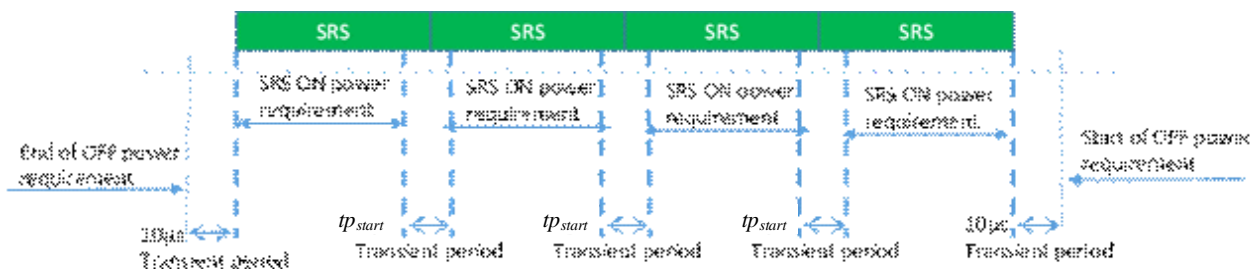 SRS SRS SRS SRS
SRS ON power requirement
SRS ON power requirement
SRS ON power requirement
SRS ON power requirement
End of OFF power requirement
Start of OFF power requirement
10µs Transient period
tpstart Transient period
tpstart Transient period
tpstart Transient period
10µs Transient period